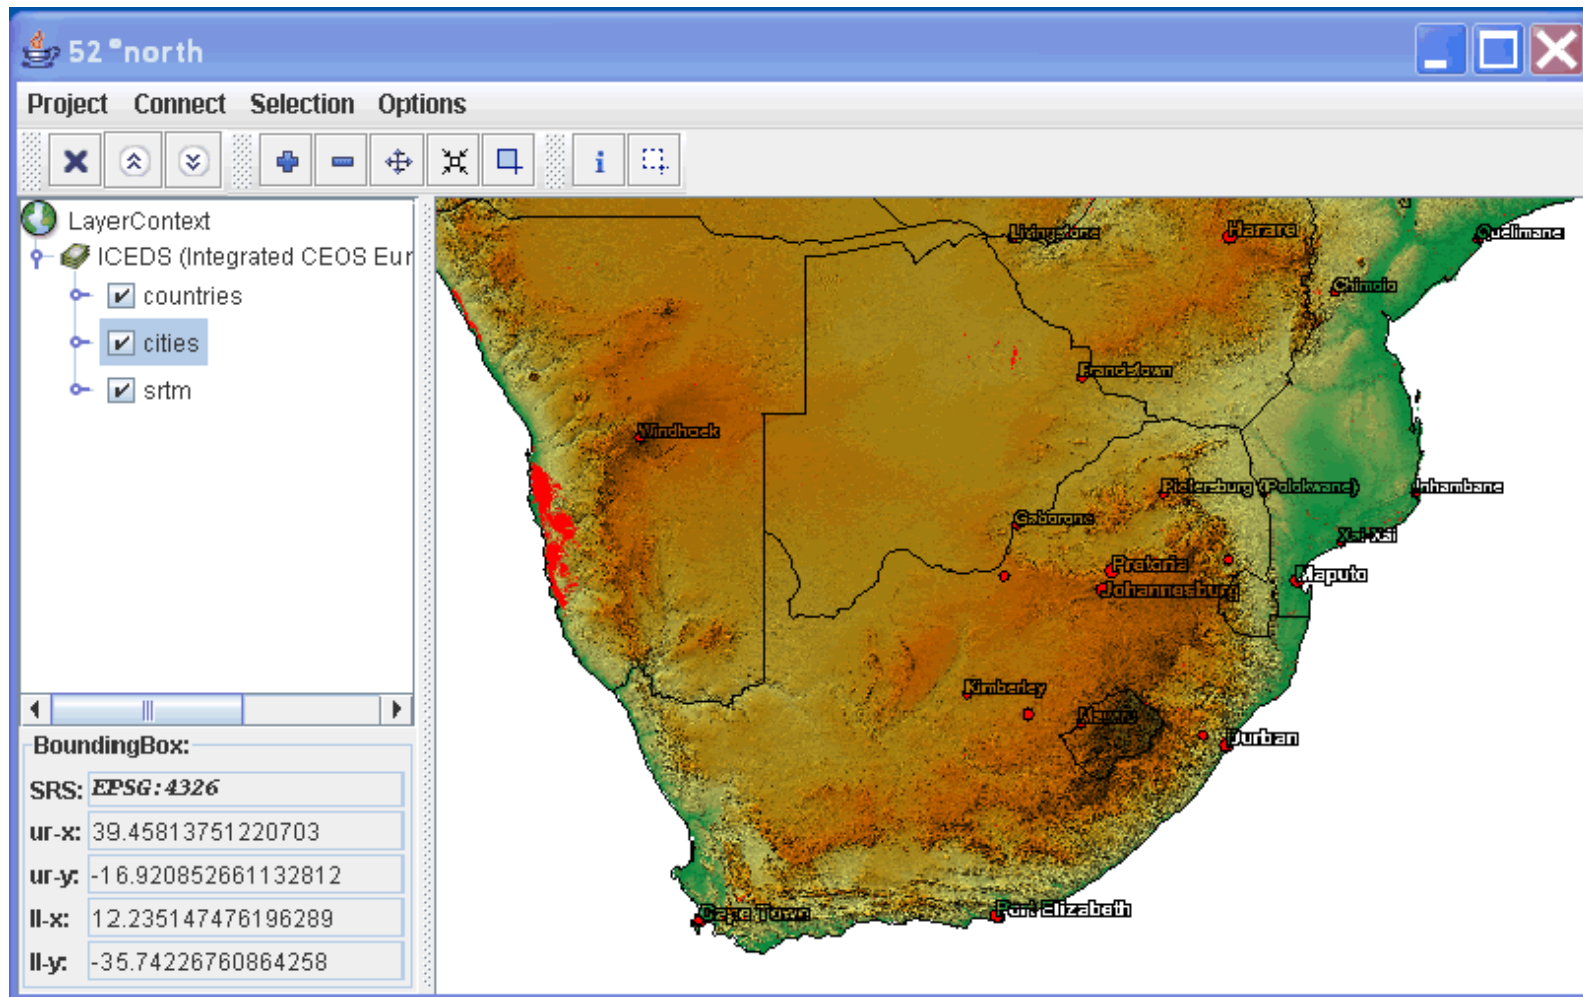 52°north
Project Connect Selection Options
i
LayerContext
ICEDS (Integrated CEOS Eur
countries
cities
srtm
BoundingBox:
SRS: EPSG:4326
ur-x: 39.45813751220703
ur-y: -16.920852661132812
ll-x: 12.235147476196289
ll-y: -35.74226760864258
Livingstone
Harare
Quelimane
Chimoio
Francistown
Windhoek
Pietersburg (Polokwane)
Inhambane
Gaborone
Xai-Xai
Pretoria
Maputo
Johannesburg
Kimberley
Maseru
Durban
Cape Town
Port Elizabeth